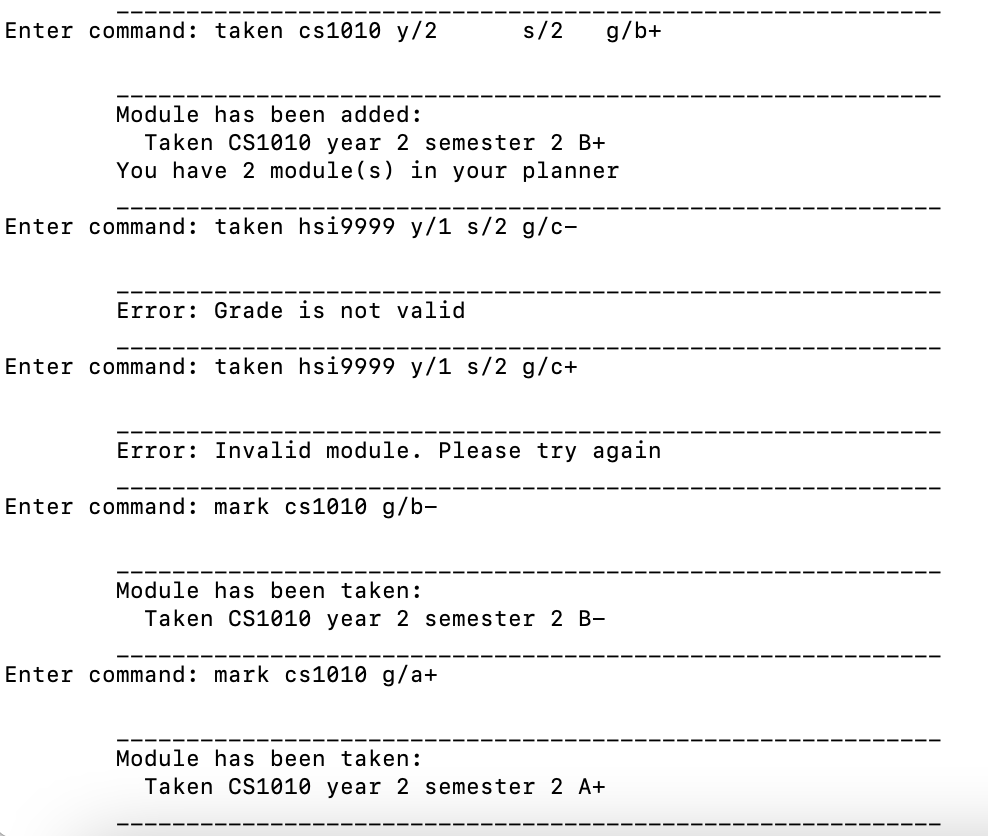 ____________________________________________________________
Enter command: taken cs1010 y/2      s/2   g/b+
____________________________________________________________
Module has been added:
Taken CS1010 year 2 semester 2 B+
You have 2 module(s) in your planner
____________________________________________________________
Enter command: taken hsi9999 y/1 s/2 g/c-
____________________________________________________________
Error: Grade is not valid
____________________________________________________________
Enter command: taken hsi9999 y/1 s/2 g/c+
____________________________________________________________
Error: Invalid module. Please try again
____________________________________________________________
Enter command: mark cs1010 g/b-
____________________________________________________________
Module has been taken:
Taken CS1010 year 2 semester 2 B-
____________________________________________________________
Enter command: mark cs1010 g/a+
____________________________________________________________
Module has been taken:
Taken CS1010 year 2 semester 2 A+
____________________________________________________________